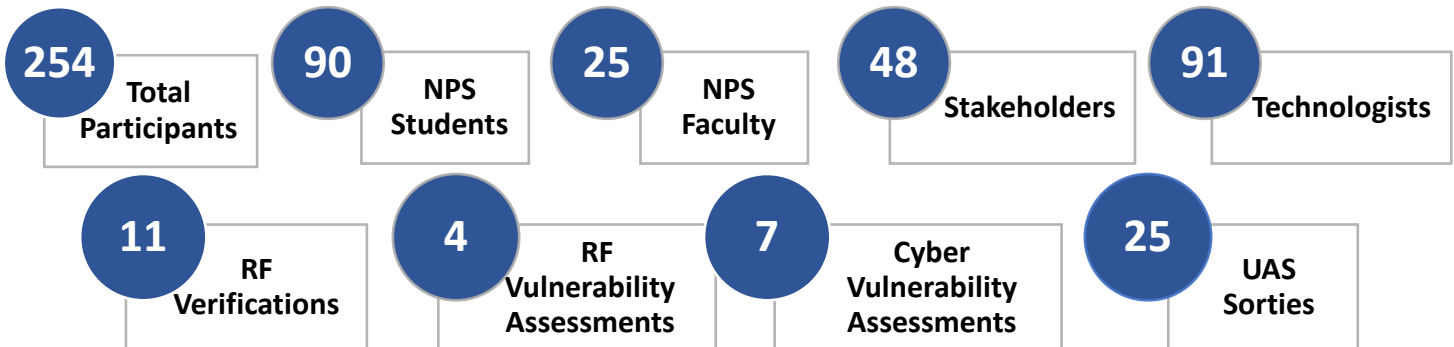 254
Total
Participants
90
NPS
Students
25
NPS
Faculty
48
Stakeholders
91
Technologists
11
RF
Verifications
4
RF
Vulnerability
Assessments
7
Cyber
Vulnerability
Assessments
25
UAS
Sorties